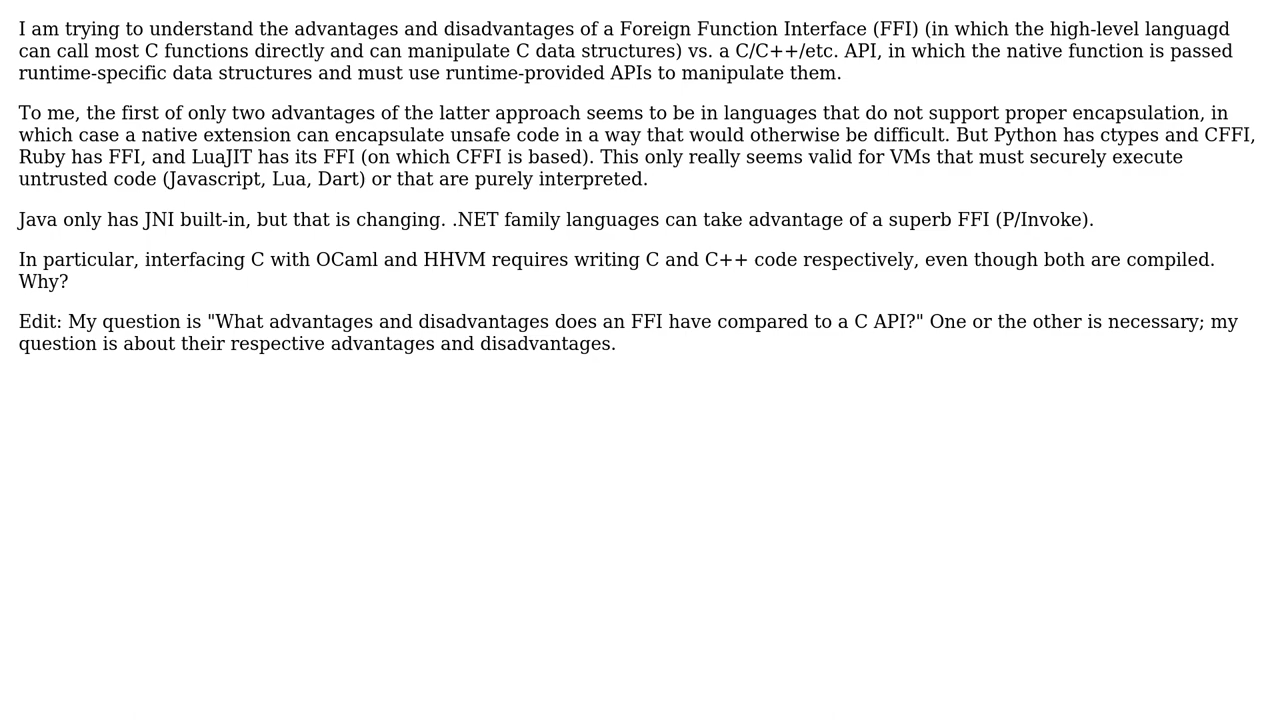 I am trying to understand the advantages and disadvantages of a Foreign Function Interface (FFI) (in which the high-level languagd
can call most C functions directly and can manipulate C data structures) vs. a C/C++/etc. API, in which the native function is passed
runtime-specific data structures and must use runtime-provided APIs to manipulate them.
To me, the first of only two advantages of the latter approach seems to be in languages that do not support proper encapsulation, in
which case a native extension can encapsulate unsafe code in a way that would otherwise be difficult. But Python has ctypes and CFFI,
Ruby has FFI, and LuaJIT has its FFI (on which CFFI is based). This only really seems valid for VMs that must securely execute
untrusted code (Javascript, Lua, Dart) or that are purely interpreted.
Java only has JNI built-in, but that is changing. .NET family languages can take advantage of a superb FFI (P/Invoke).
In particular, interfacing C with OCaml and HHVM requires writing C and C++ code respectively, even though both are compiled.
Why?
Edit: My question is "What advantages and disadvantages does an FFI have compared to a C API?" One or the other is necessary; my
question is about their respective advantages and disadvantages.